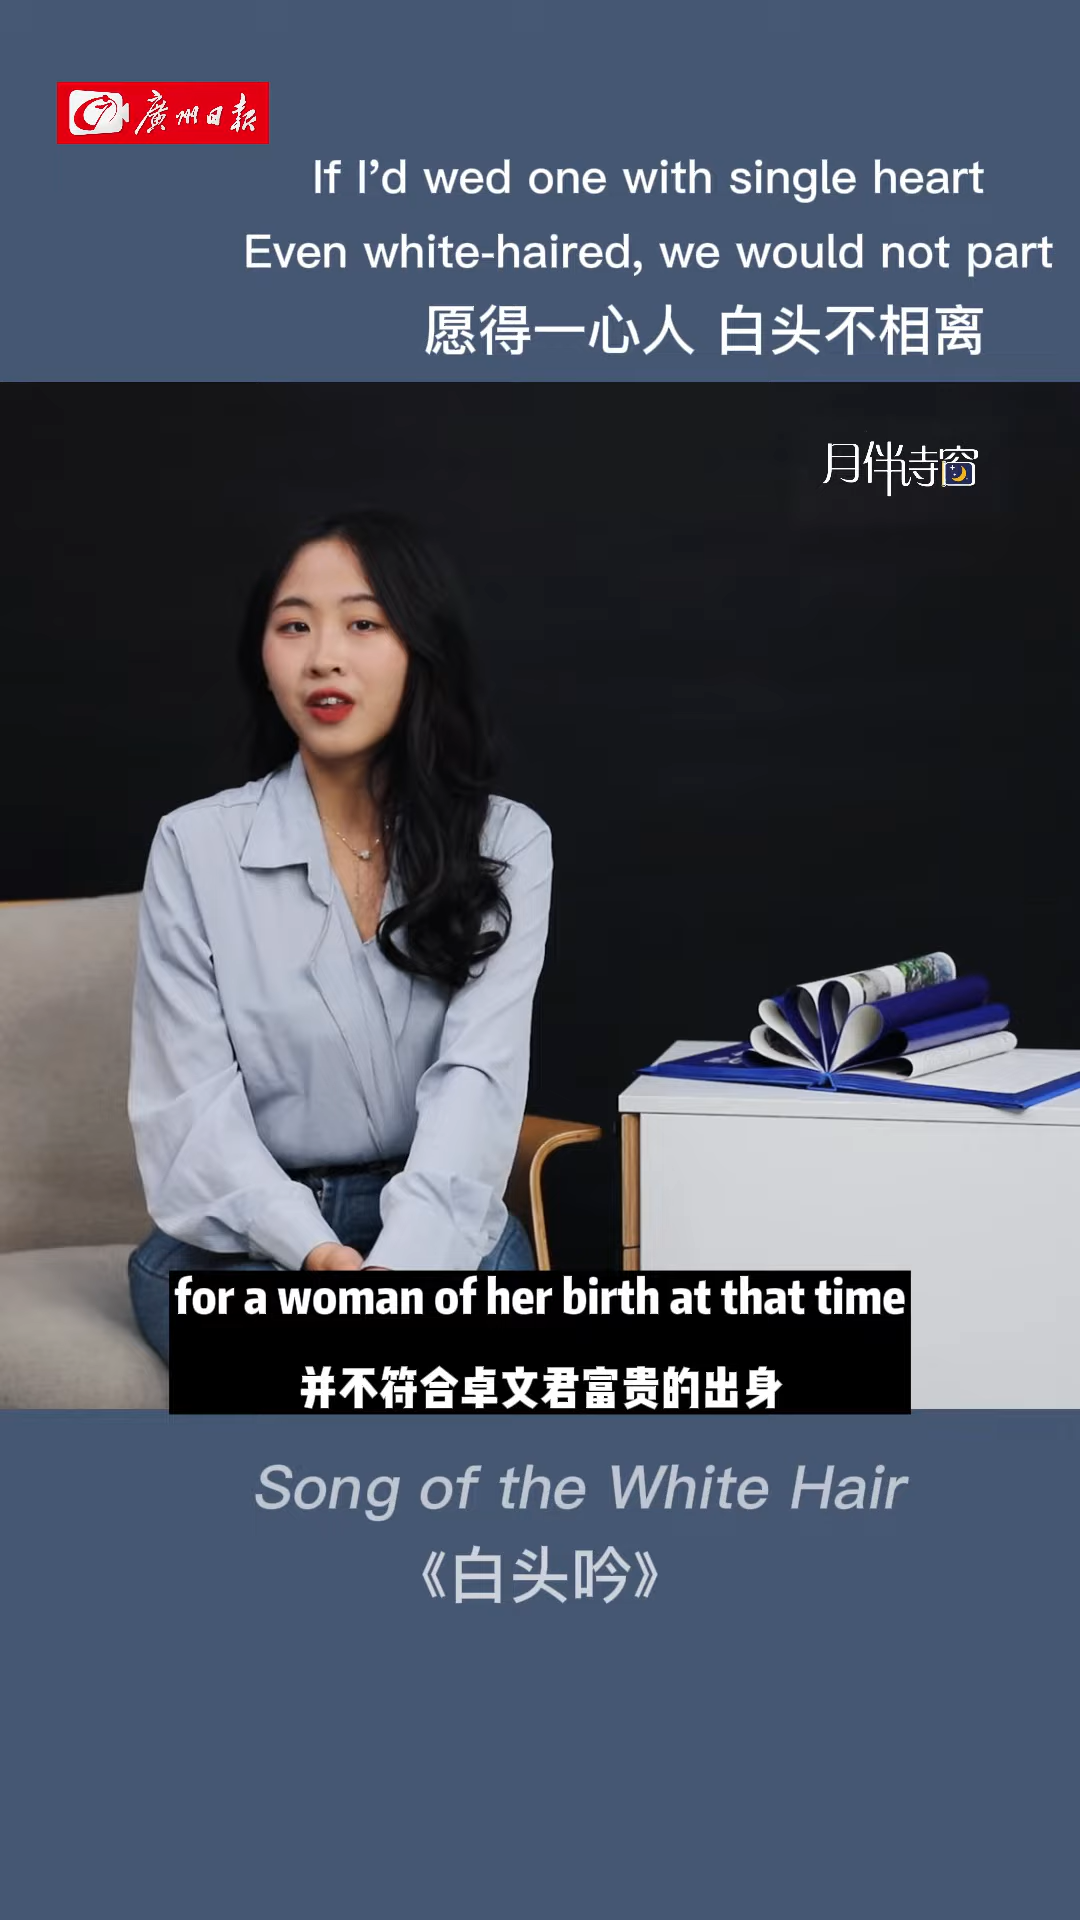 廣州日報
If I’d wed one with single heart
Even white-haired, we would not part
愿得一心人 白头不相离
月伴诗窗
for a woman of her birth at that time
并不符合卓文君富贵的出身
Song of the White Hair
《白头吟》